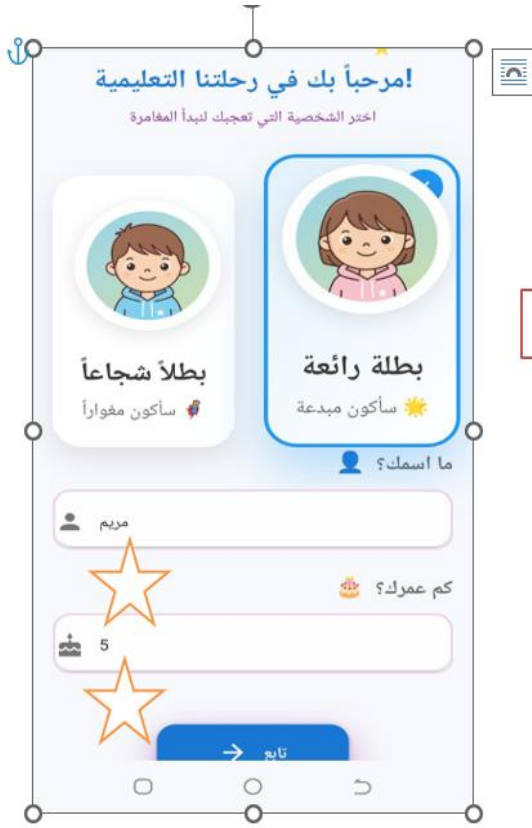 مرحباً بك في رحلتنا التعليمية!
اختر الشخصية التي تعجبك لنبدأ المغامرة
بطلة رائعة
🌟 سأكون مبدعة
بطلاً شجاعاً
🦸 سأكون مغواراً
ما اسمك؟ 👤
مريم
كم عمرك؟ 🎂
5
تابع →